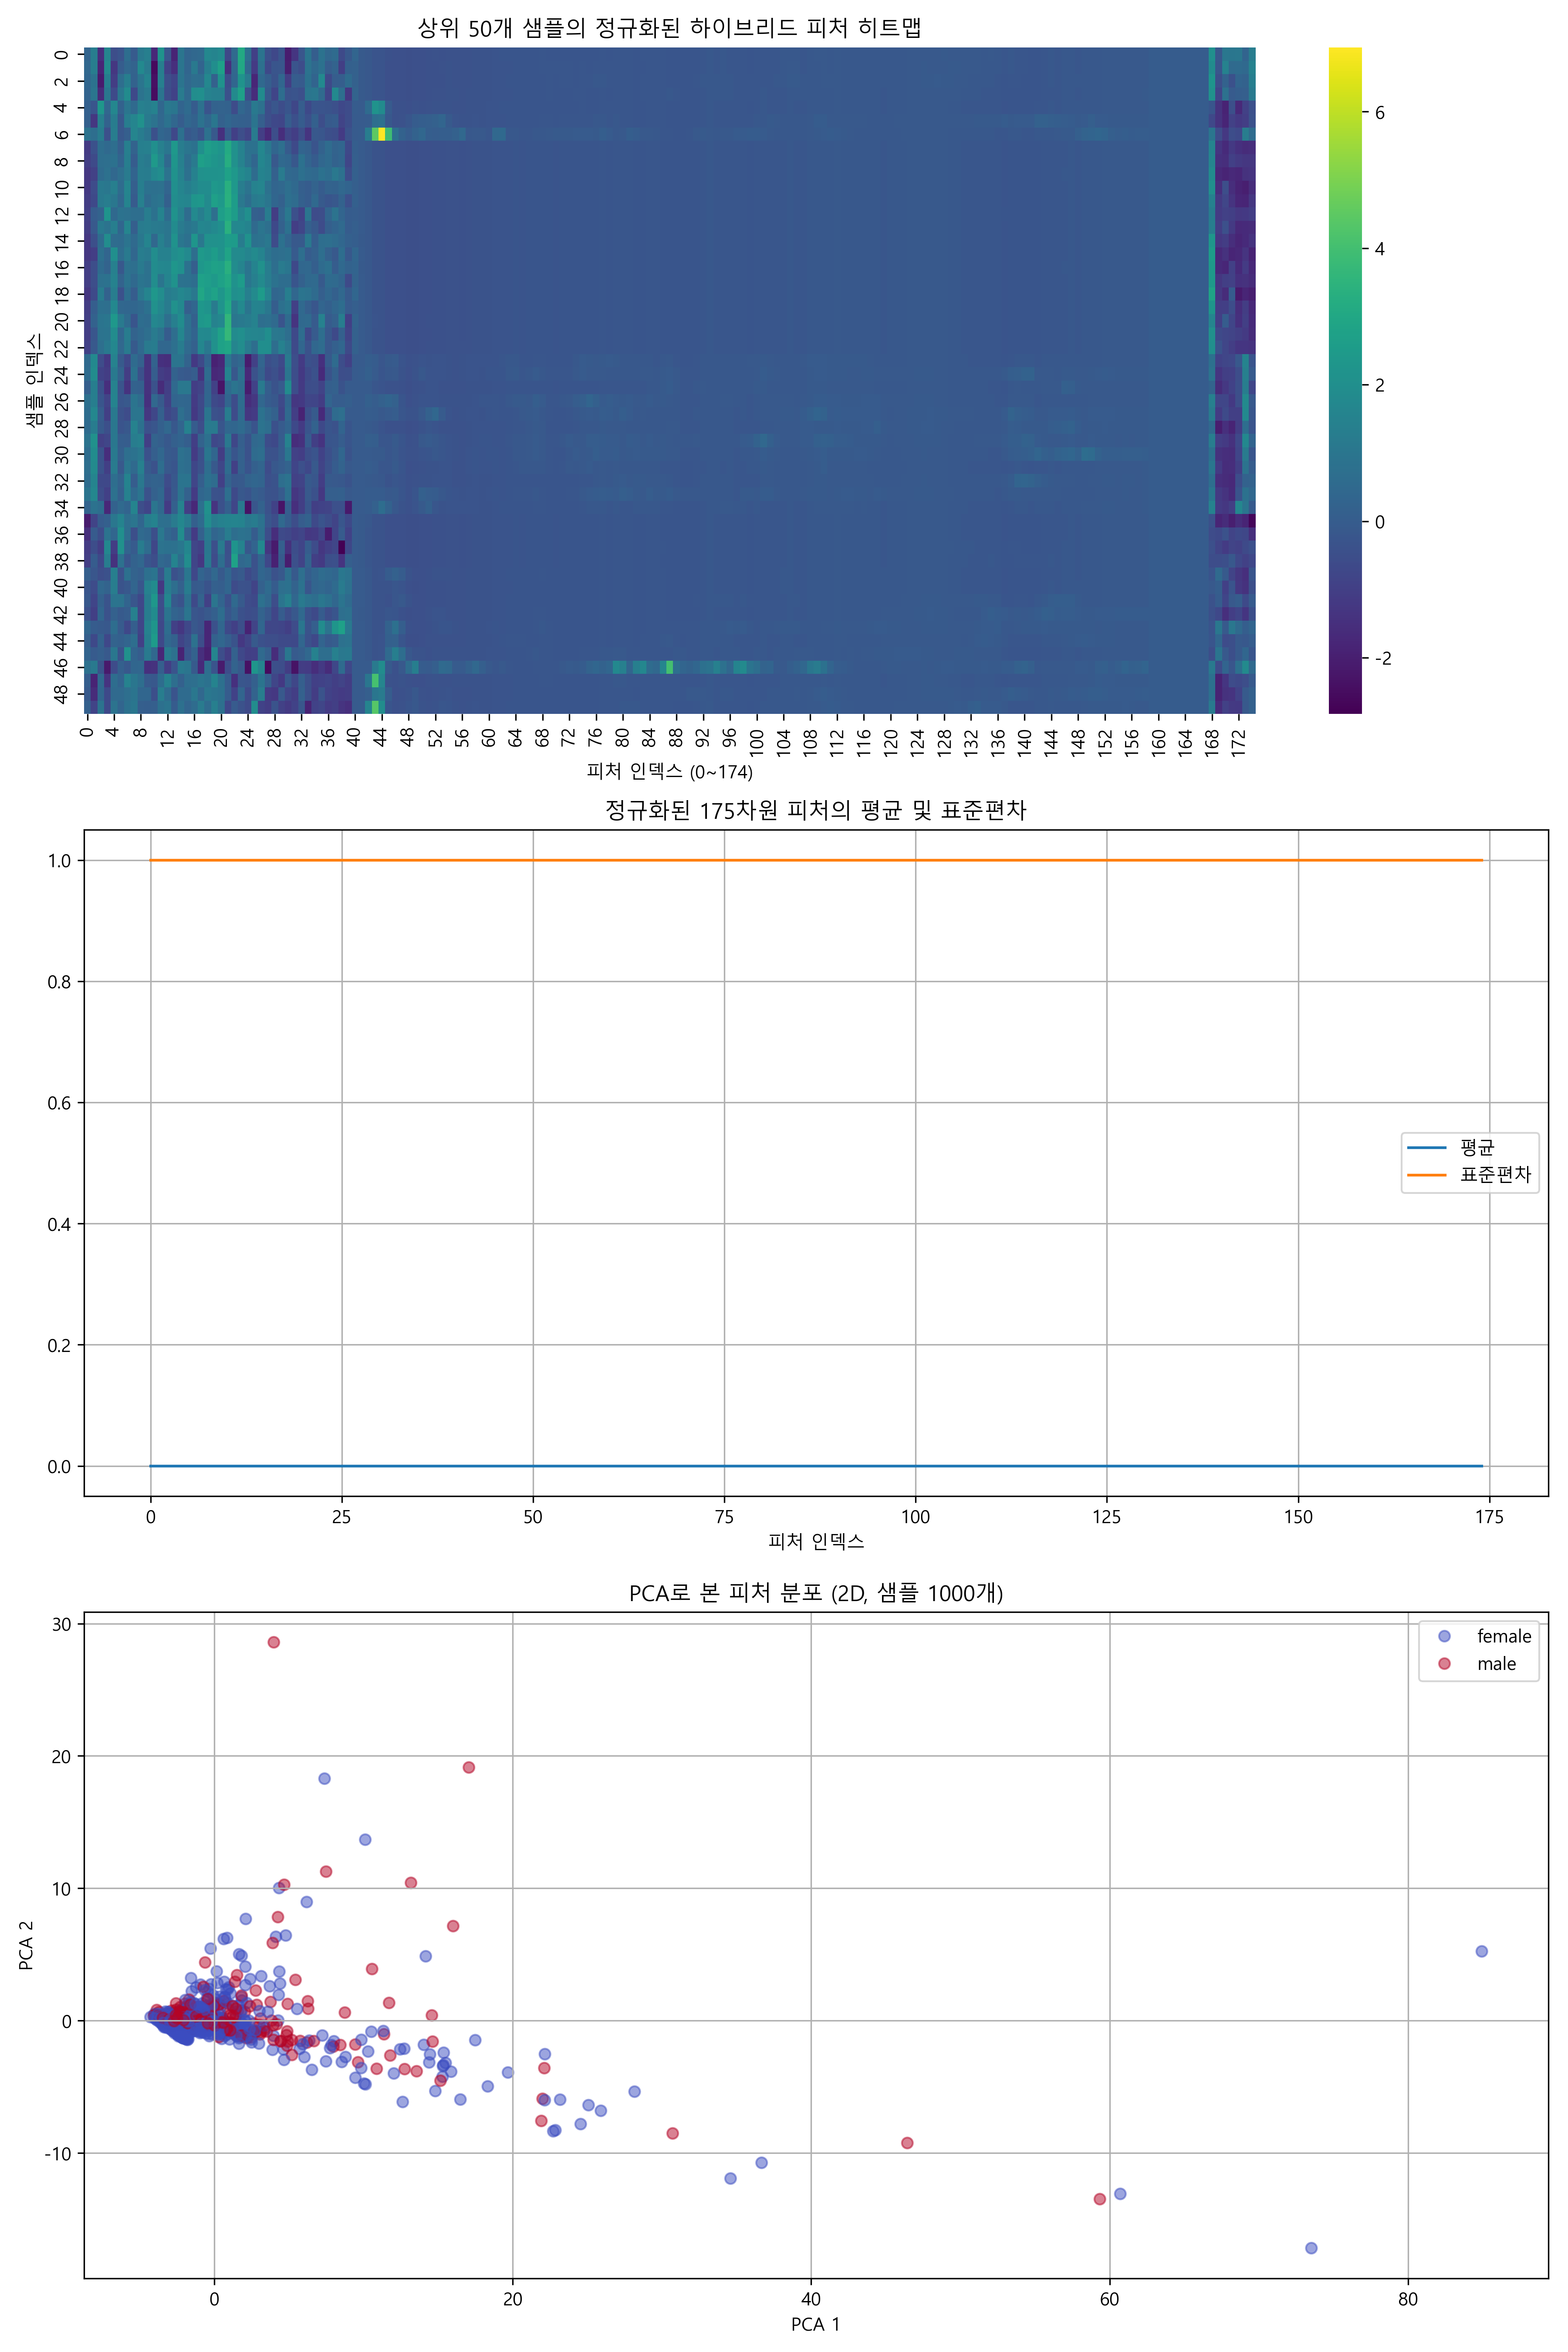 상위 50개 샘플의 정규화된 하이브리드 피처 히트맵
0 2 4 6 8 10 12 14 16 18 20 22 24 26 28 30 32 34 36 38 40 42 44 46 48
샘플 인덱스
0 4 8 12 16 20 24 28 32 36 40 44 48 52 56 60 64 68 72 76 80 84 88 92 96 100 104 108 112 116 120 124 128 132 136 140 144 148 152 156 160 164 168 172
피처 인덱스 (0~174)
6
4
2
0
-2
정규화된 175차원 피처의 평균 및 표준편차
1.0
0.8
0.6
0.4
0.2
0.0
평균
표준편차
0 25 50 75 100 125 150 175
피처 인덱스
PCA로 본 피처 분포 (2D, 샘플 1000개)
30
20
10
0
-10
PCA 2
female
male
0 20 40 60 80
PCA 1